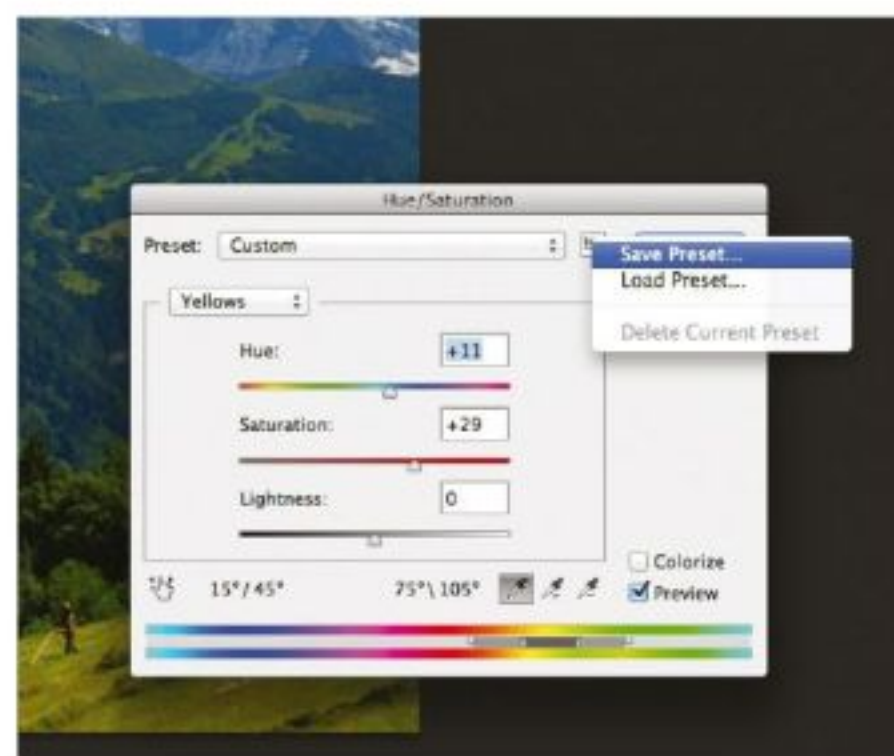 Hue/Saturation
Preset: Custom
Save Preset...
Load Preset...
Delete Current Preset
Yellows
Hue: +11
Saturation: +29
Lightness: 0
Colorize
15°/45° 75°\105°
Preview